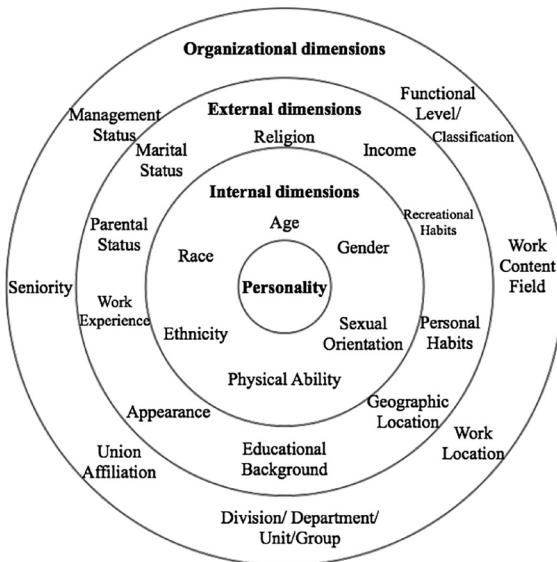 Organizational dimensions
Functional
Level/
Classification
Management
Status
External dimensions
Religion
Income
Marital
Status
Internal dimensions
Recreational
Habits
Age
Parental
Status
Race
Gender
Work
Content
Field
Seniority
Personality
Work
Experience
Ethnicity
Sexual
Orientation
Personal
Habits
Physical Ability
Appearance
Geographic
Location
Work
Location
Union
Affiliation
Educational
Background
Division/ Department/
Unit/Group